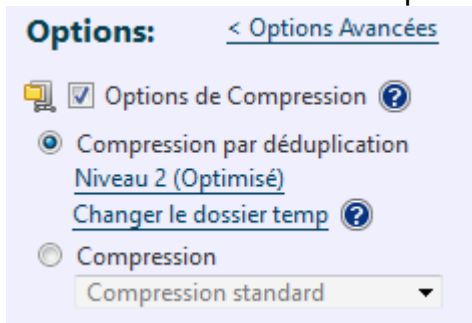 Options: < Options Avancées
Options de Compression ?
Compression par déduplication
Niveau 2 (Optimisé)
Changer le dossier temp ?
Compression
Compression standard